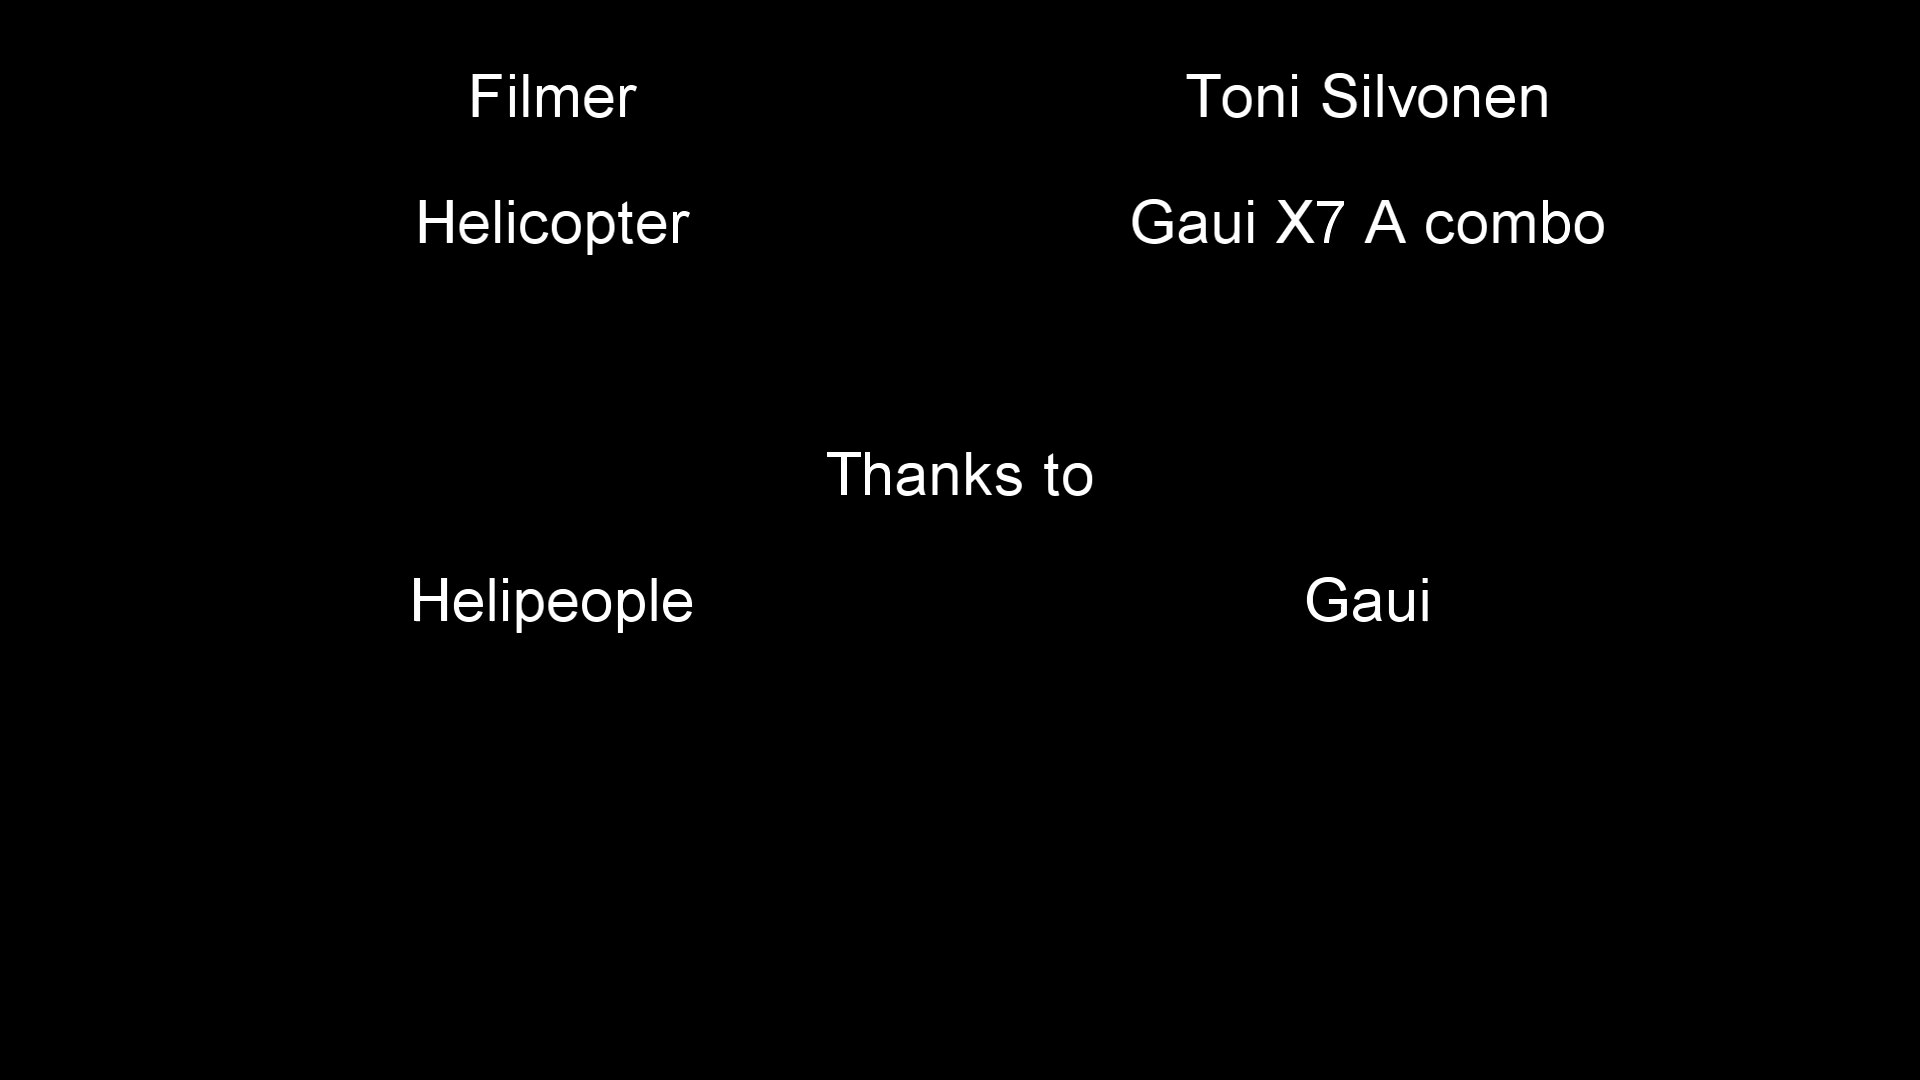 Filmer Toni Silvonen
Helicopter Gaui X7 A combo
Thanks to
Helipeople Gaui